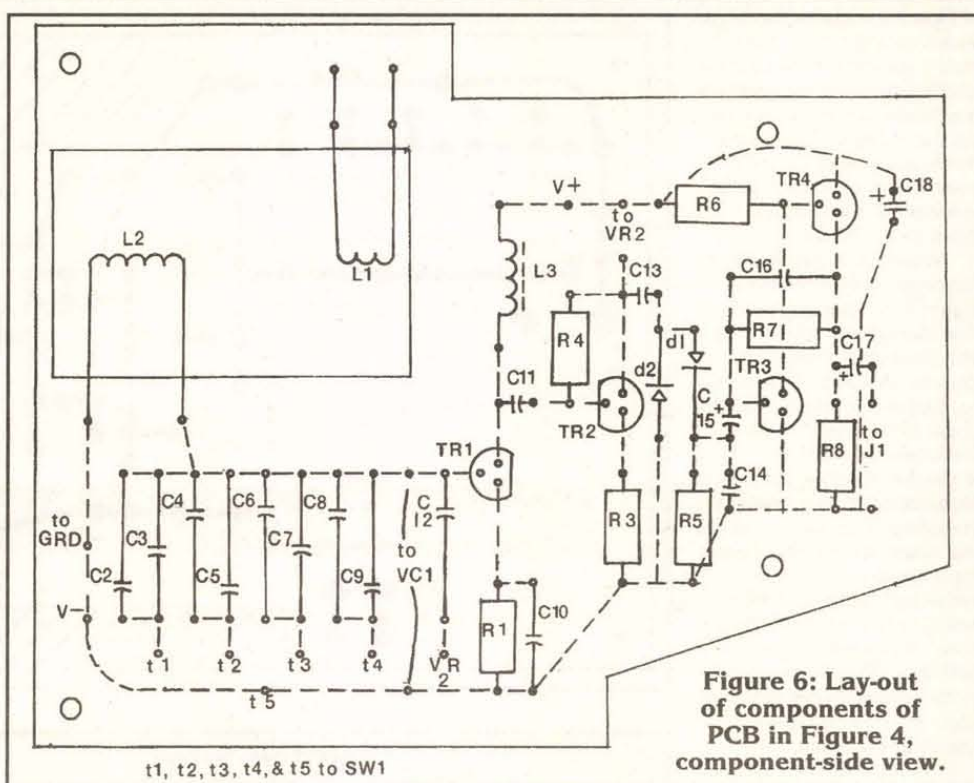 TR4
C18
+
V+
to
VR2
R6
L2
L1
L3
C13
C16
R4
d1
R7
C17
+
d2
TR3
C11
C
15
+
TR2
TR1
R8
to
J1
C14
C4
C6
C8
C
12
to
GRD
C3
C7
to
VC1
R3
R5
C2
C5
C9
C10
V-
R1
t1
t2
t3
t4
VR
2
t5
Figure 6: Lay-out
of components of
PCB in Figure 4,
component-side view.
t1, t2, t3, t4, & t5 to SW1